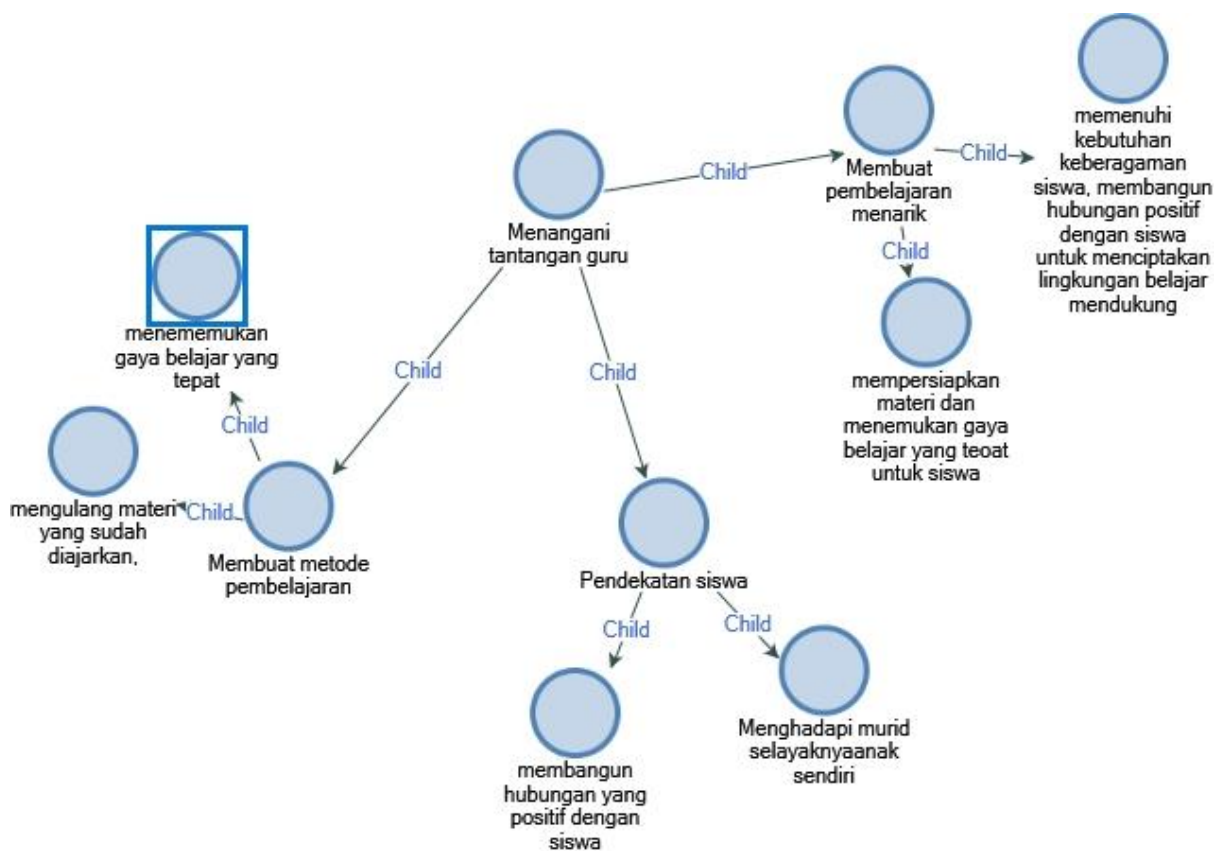 Menangani
tantangan guru
Child
Membuat
pembelajaran
menarik
Child
memenuhi
kebutuhan
keberagaman
siswa, membangun
hubungan positif
dengan siswa
untuk menciptakan
lingkungan belajar
mendukung
Child
mempersiapkan
materi dan
menemukan gaya
belajar yang teoat
untuk siswa
Child
Membuat metode
pembelajaran
Child
menememukan
gaya belajar yang
tepat
Child
mengulang materi
yang sudah
diajarkan,
Child
Pendekatan siswa
Child
membangun
hubungan yang
positif dengan
siswa
Child
Menghadapi murid
selayaknyaanak
sendiri